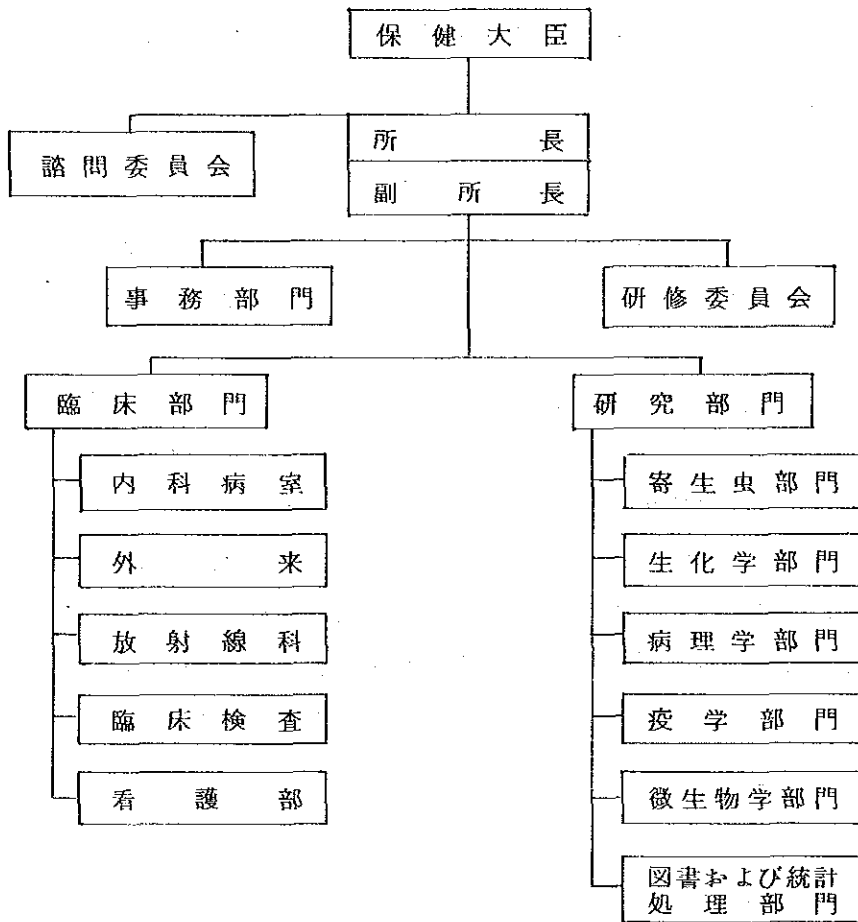 保健大臣
諮問委員会
所長
副所長
事務部門
研修委員会
臨床部門
研究部門
内科病室
外来
放射線科
臨床検査
看護部
寄生虫部門
生化学部門
病理学部門
疫学部門
微生物学部門
図書および統計
処理部門